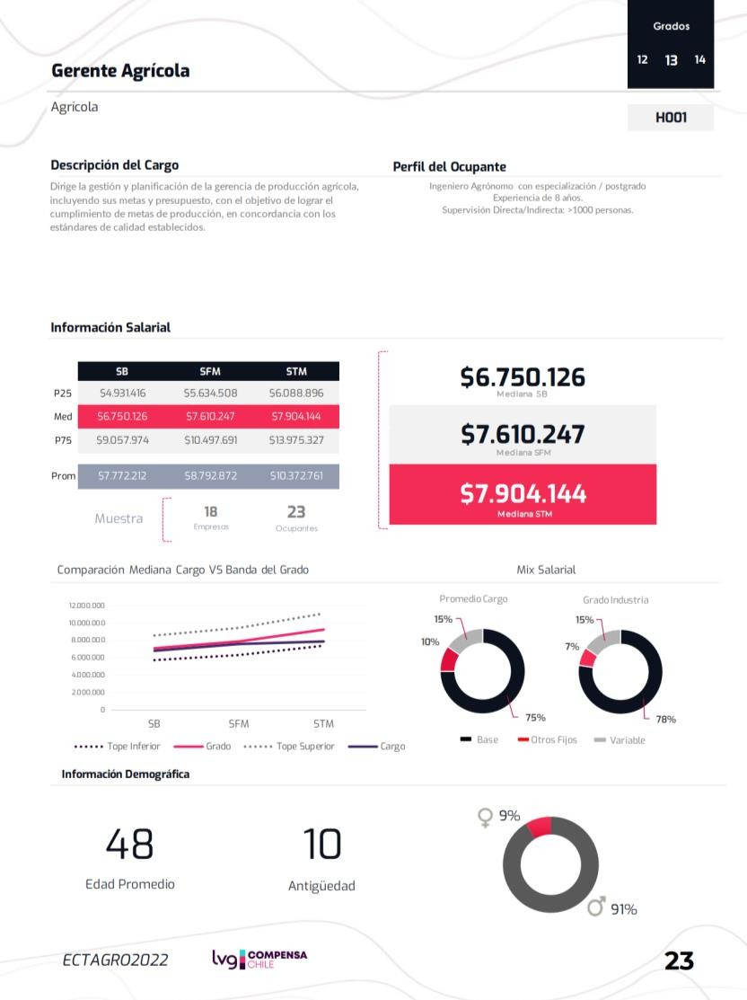 Grados
12 13 14
Gerente Agrícola
Agrícola
H001
Descripción del Cargo
Dirige la gestión y planificación de la gerencia de producción agrícola,
incluyendo sus metas y presupuesto, con el objetivo de lograr el
cumplimiento de metas de producción, en concordancia con los
estándares de calidad establecidos.
Perfil del Ocupante
Ingeniero Agrónomo con especialización / postgrado
Experiencia de 8 años.
Supervisión Directa/Indirecta: >1000 personas.
Información Salarial
SB SFM STM
P25 $4.931.416 $5.634.508 $6.088.896
Med $6.750.126 $7.610.247 $7.904.144
P75 $9.057.974 $10.497.691 $13.975.327
Prom $7.772.212 $8.792.872 $10.372.761
Muestra
18
Empresas
23
Ocupantes
$6.750.126
Mediana SB
$7.610.247
Mediana SFM
$7.904.144
Mediana STM
Comparación Mediana Cargo VS Banda del Grado
12.000.000
10.000.000
8.000.000
6.000.000
4.000.000
2.000.000
0
SB SFM STM
Tope Inferior Grado Tope Superior Cargo
Mix Salarial
Promedio Cargo
15%
10%
75%
Grado Industria
15%
7%
78%
Base Otros Fijos Variable
Información Demográfica
48
Edad Promedio
10
Antigüedad
♀ 9%
♂ 91%
ECTAGRO2022
lvg COMPENSA
CHILE
23